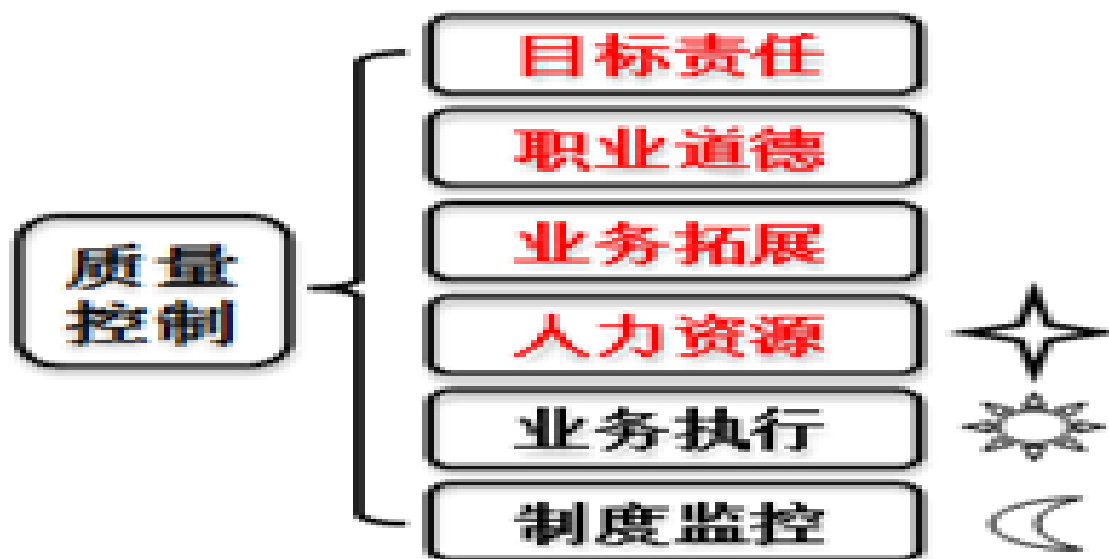 目标责任
职业道德
业务拓展
质量
控制
人力资源
业务执行
制度监控